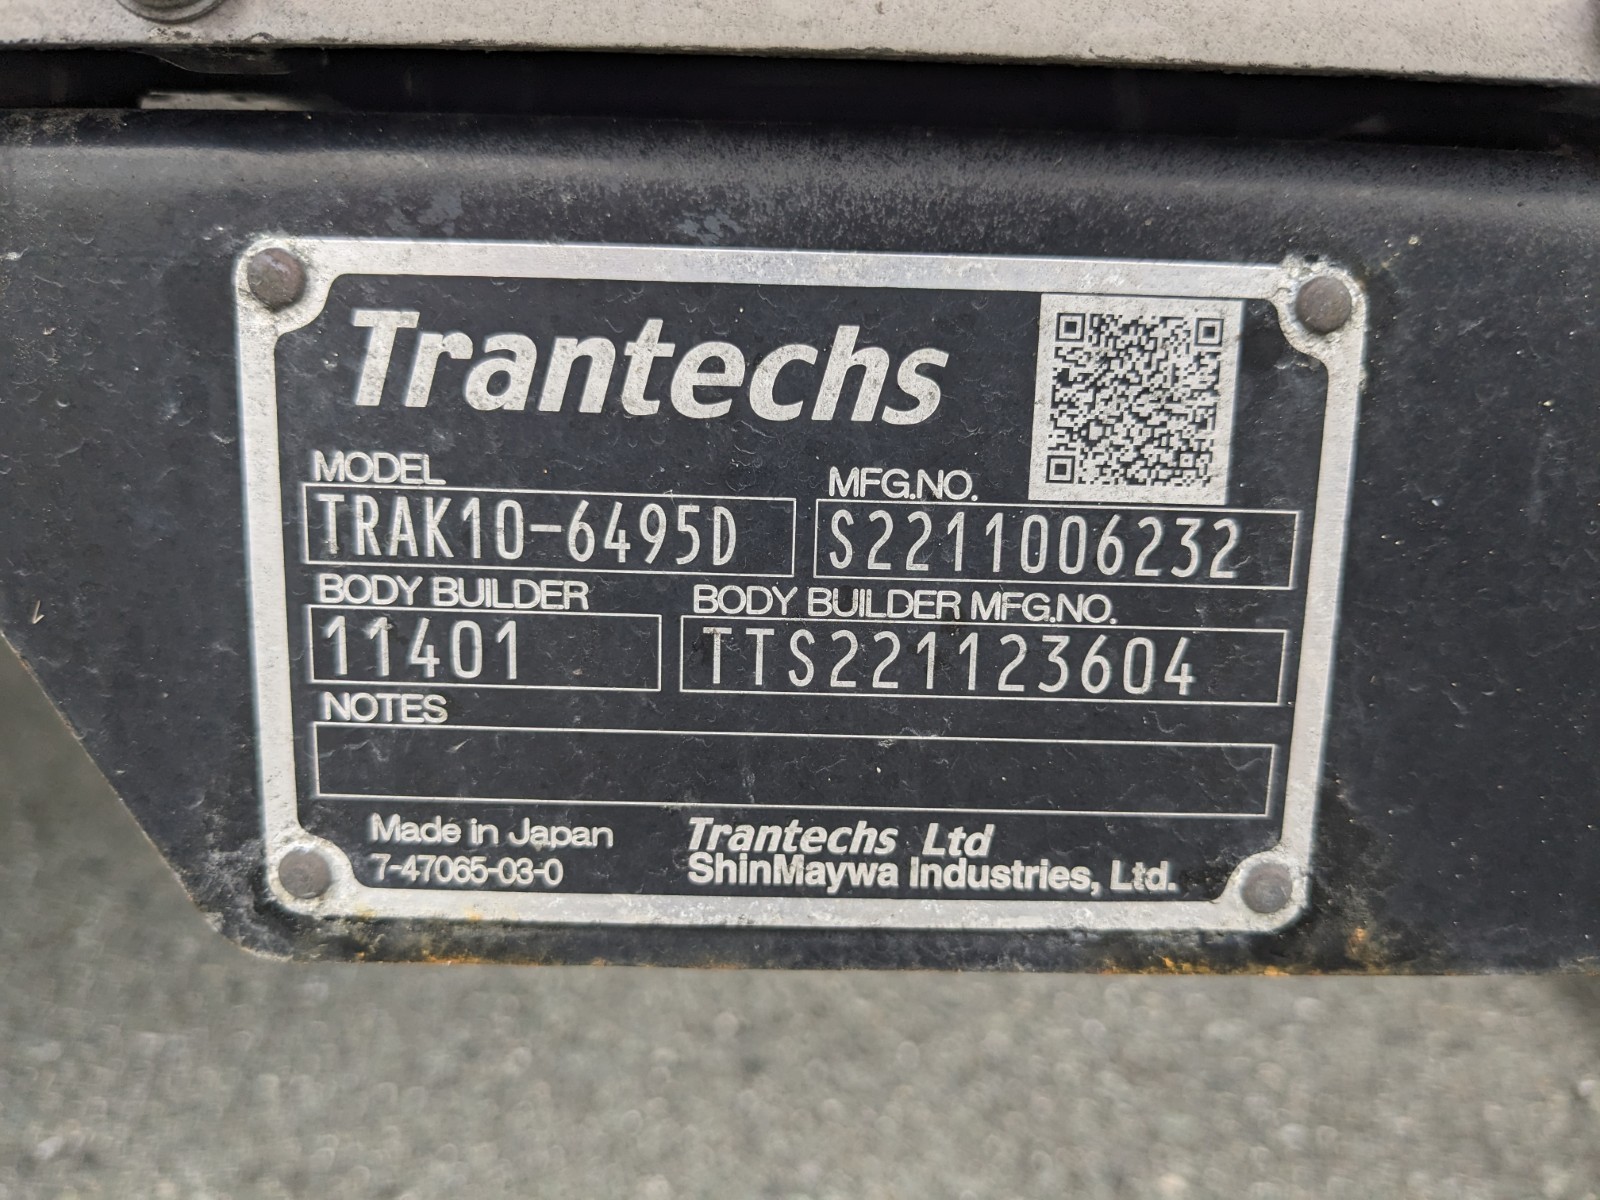 Trantechs
MODEL
MFG.NO.
TRAK10-6495D
S2211006232
BODY BUILDER
BODY BUILDER MFG.NO.
11401
TTS221123604
NOTES
Made in Japan
Trantechs Ltd
7-47065-03-0
ShinMaywa Industries, Ltd.